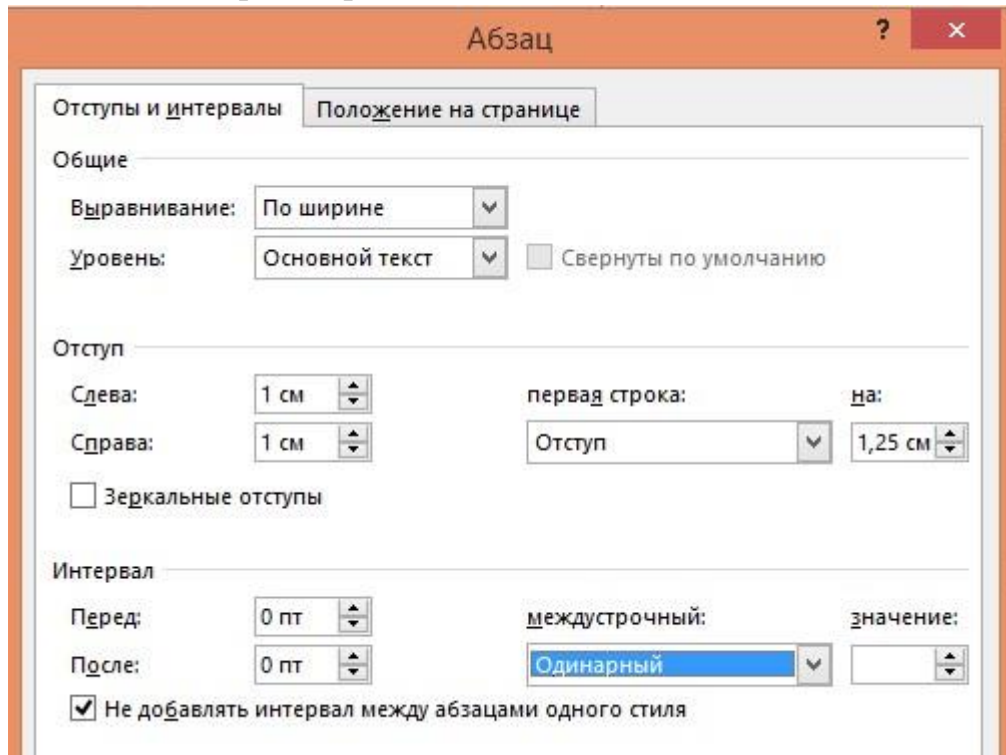 Абзац ? ×
Отступы и интервалы Положение на странице
Общие
Выравнивание: По ширине
Уровень: Основной текст Свернуты по умолчанию
Отступ
Слева: 1 см первая строка: на:
Справа: 1 см Отступ 1,25 см
Зеркальные отступы
Интервал
Перед: 0 пт междустрочный: значение:
После: 0 пт Одинарный
Не добавлять интервал между абзацами одного стиля